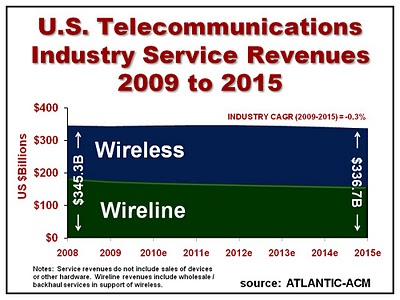 U.S. Telecommunications
Industry Service Revenues
2009 to 2015
$400
INDUSTRY CAGR (2009-2015) = -0.3%
$300
$200
$100
$0
US $Billions
Wireless
Wireline
$345.3B
$336.7B
2008 2009 2010e 2011e 2012e 2013e 2014e 2015e
Notes: Service revenues do not include sales of devices
or other hardware. Wireline revenues include wholesale /
backhaul services in support of wireless.
source: ATLANTIC-ACM